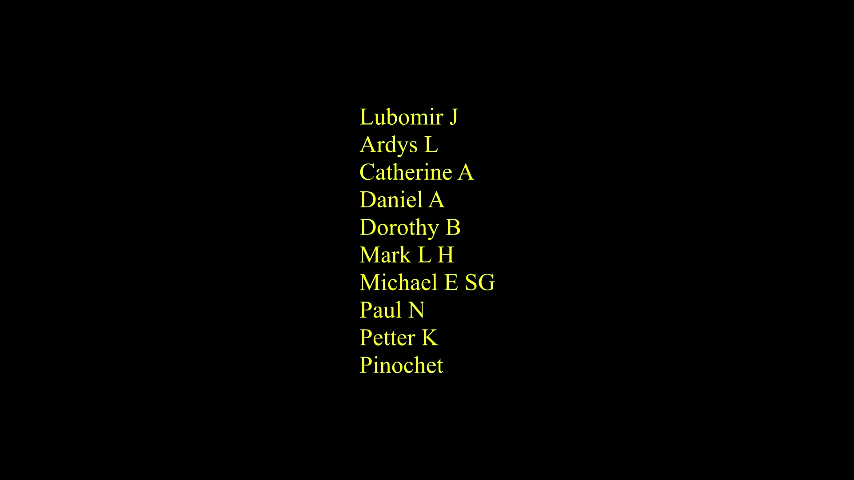 Lubomir J
Ardys L
Catherine A
Daniel A
Dorothy B
Mark L H
Michael E SG
Paul N
Petter K
Pinochet